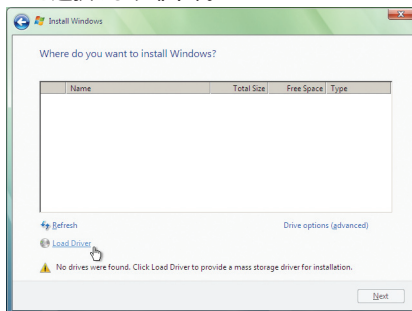 Install Windows
Where do you want to install Windows?
Name Total Size Free Space Type
Refresh Drive options (advanced)
Load Driver
No drives were found. Click Load Driver to provide a mass storage driver for installation.
Next